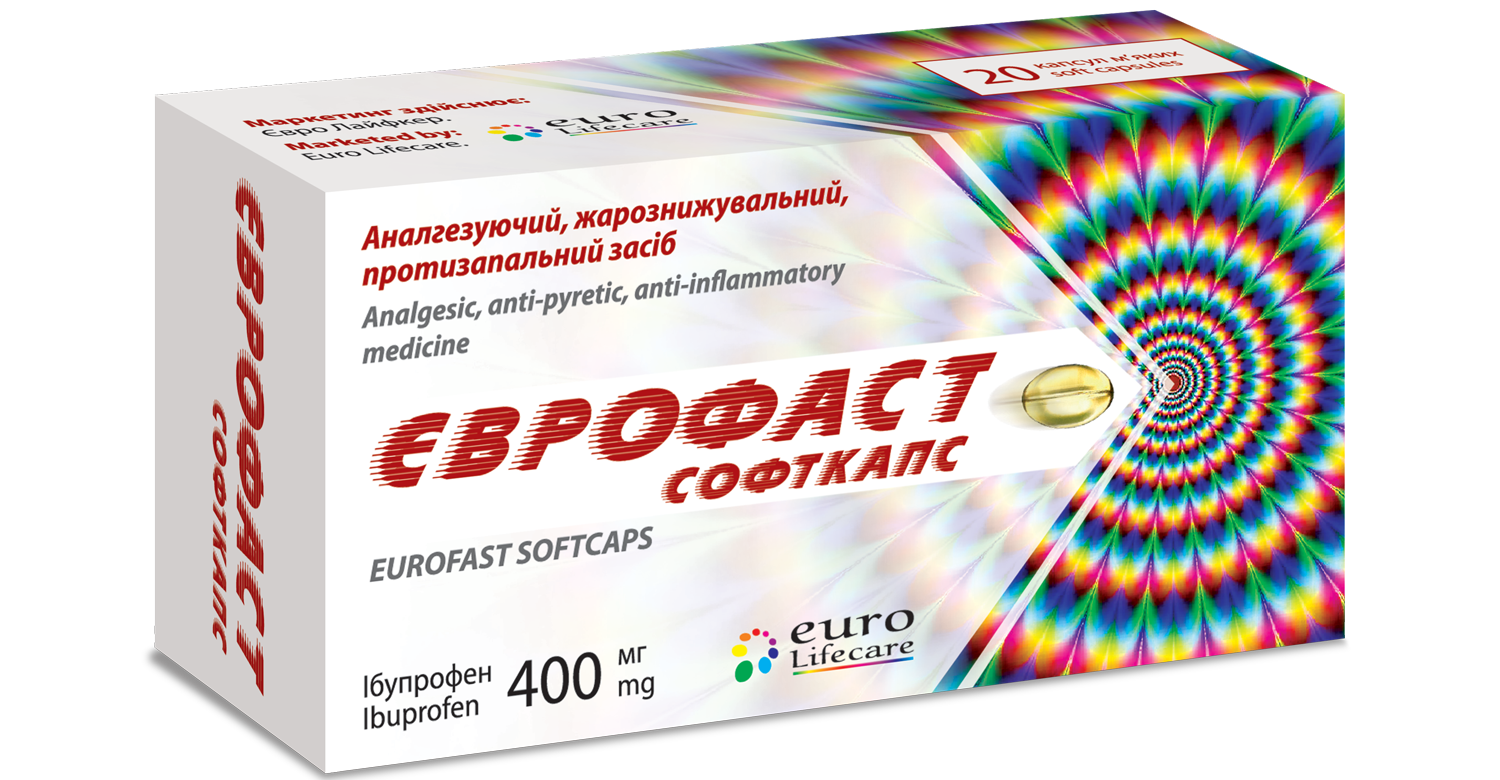 20 капсул м'яких
soft capsules
Маркетинг здійснює:
Євро Лайфкер.
Marketed by:
Euro Lifecare.
euro
Lifecare
Аналгезуючий, жарознижувальний,
протизапальний засіб
Analgesic, anti-pyretic, anti-inflammatory
medicine
ЄВРОФАСТ
СОФТКАПС
EUROFAST SOFTCAPS
Ібупрофен 400 мг
Ibuprofen mg
euro
Lifecare
ЄВРОФАСТ
СОФТКАПС